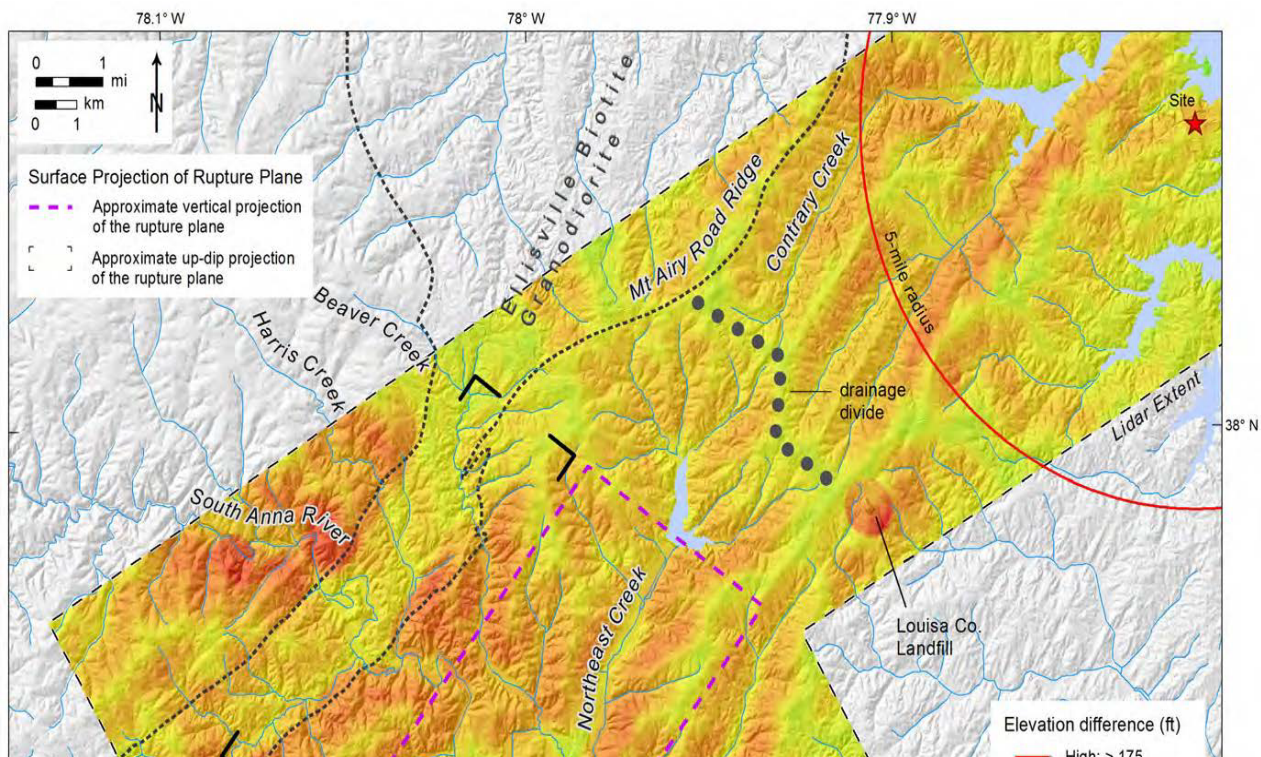 78.1° W
78° W
77.9° W
0 1
mi
km
0 1
N
Site
Surface Projection of Rupture Plane
Approximate vertical projection
of the rupture plane
Approximate up-dip projection
of the rupture plane
Ellisville Biotite
Granodiorite
Mt Airy Road Ridge
Contrary Creek
5-mile radius
Beaver Creek
Harris Creek
drainage
divide
Lidar Extent
38° N
South Anna River
Northeast Creek
Louisa Co.
Landfill
Elevation difference (ft)
High: > 175